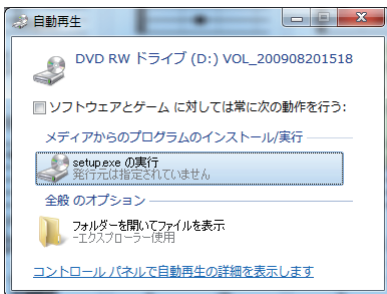 自動再生
DVD RW ドライブ (D:) VOL_200908201518
ソフトウェアとゲーム に対しては常に次の動作を行う:
メディアからのプログラムのインストール/実行
setup.exe の実行
発行元は指定されていません
全般 のオプション
フォルダーを開いてファイルを表示
-エクスプローラー使用
コントロール パネルで自動再生の詳細を表示します